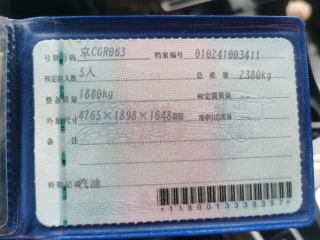 号牌号码 京CGR063 档案编号 010241003411
核定载人数 5人 总质量 2380kg
整备质量 1880kg 核定载质量 --
外廓尺寸 4765×1898×1648mm 准牵引总质量 --
备注
检验记录 汽油
*1180013339357*